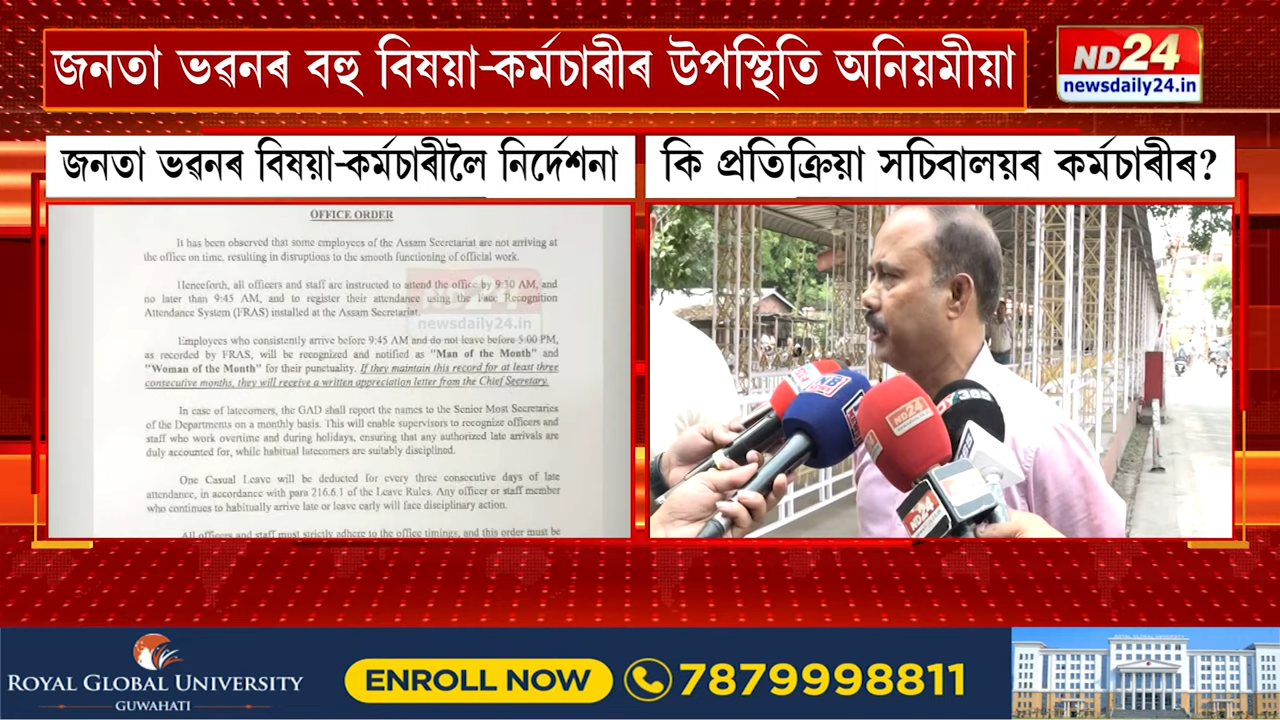 জনতা ভৱনৰ বহু বিষয়া-কৰ্মচাৰীৰ উপস্থিতি অনিয়মীয়া
ND24
newsdaily24.in
জনতা ভৱনৰ বিষয়া-কৰ্মচাৰীলৈ নিৰ্দেশনা
কি প্ৰতিক্ৰিয়া সচিবালয়ৰ কৰ্মচাৰীৰ?
OFFICE ORDER
It has been observed that some employees of the Assam Secretariat are not arriving at
the office on time, resulting in disruptions to the smooth functioning of official work.
Henceforth, all officers and staff are instructed to attend the office by 9:30 AM, and
no later than 9:45 AM, and to register their attendance using the Face Recognition
Attendance System (FRAS) installed at the Assam Secretariat.
newsdaily24.in
Employees who consistently arrive before 9:45 AM and do not leave before 5:00 PM,
as recorded by FRAS, will be recognized and notified as "Man of the Month" and
"Woman of the Month" for their punctuality. If they maintain this record for at least three
consecutive months, they will receive a written appreciation letter from the Chief Secretary.
In case of latecomers, the GAD shall report the names to the Senior Most Secretaries
of the Departments on a monthly basis. This will enable supervisors to recognize officers and
staff who work overtime and during holidays, ensuring that any authorized late arrivals are
duly accounted for, while habitual latecomers are suitably disciplined.
One Casual Leave will be deducted for every three consecutive days of late
attendance, in accordance with para 216.6.1 of the Leave Rules. Any officer or staff member
who continues to habitually arrive late or leave early will face disciplinary action.
All officers and staff must strictly adhere to the office timings, and this order must be
NB
NEWS
ND24
DY365
ND24
ROYAL GLOBAL UNIVERSITY
GUWAHATI
ENROLL NOW
7879998811